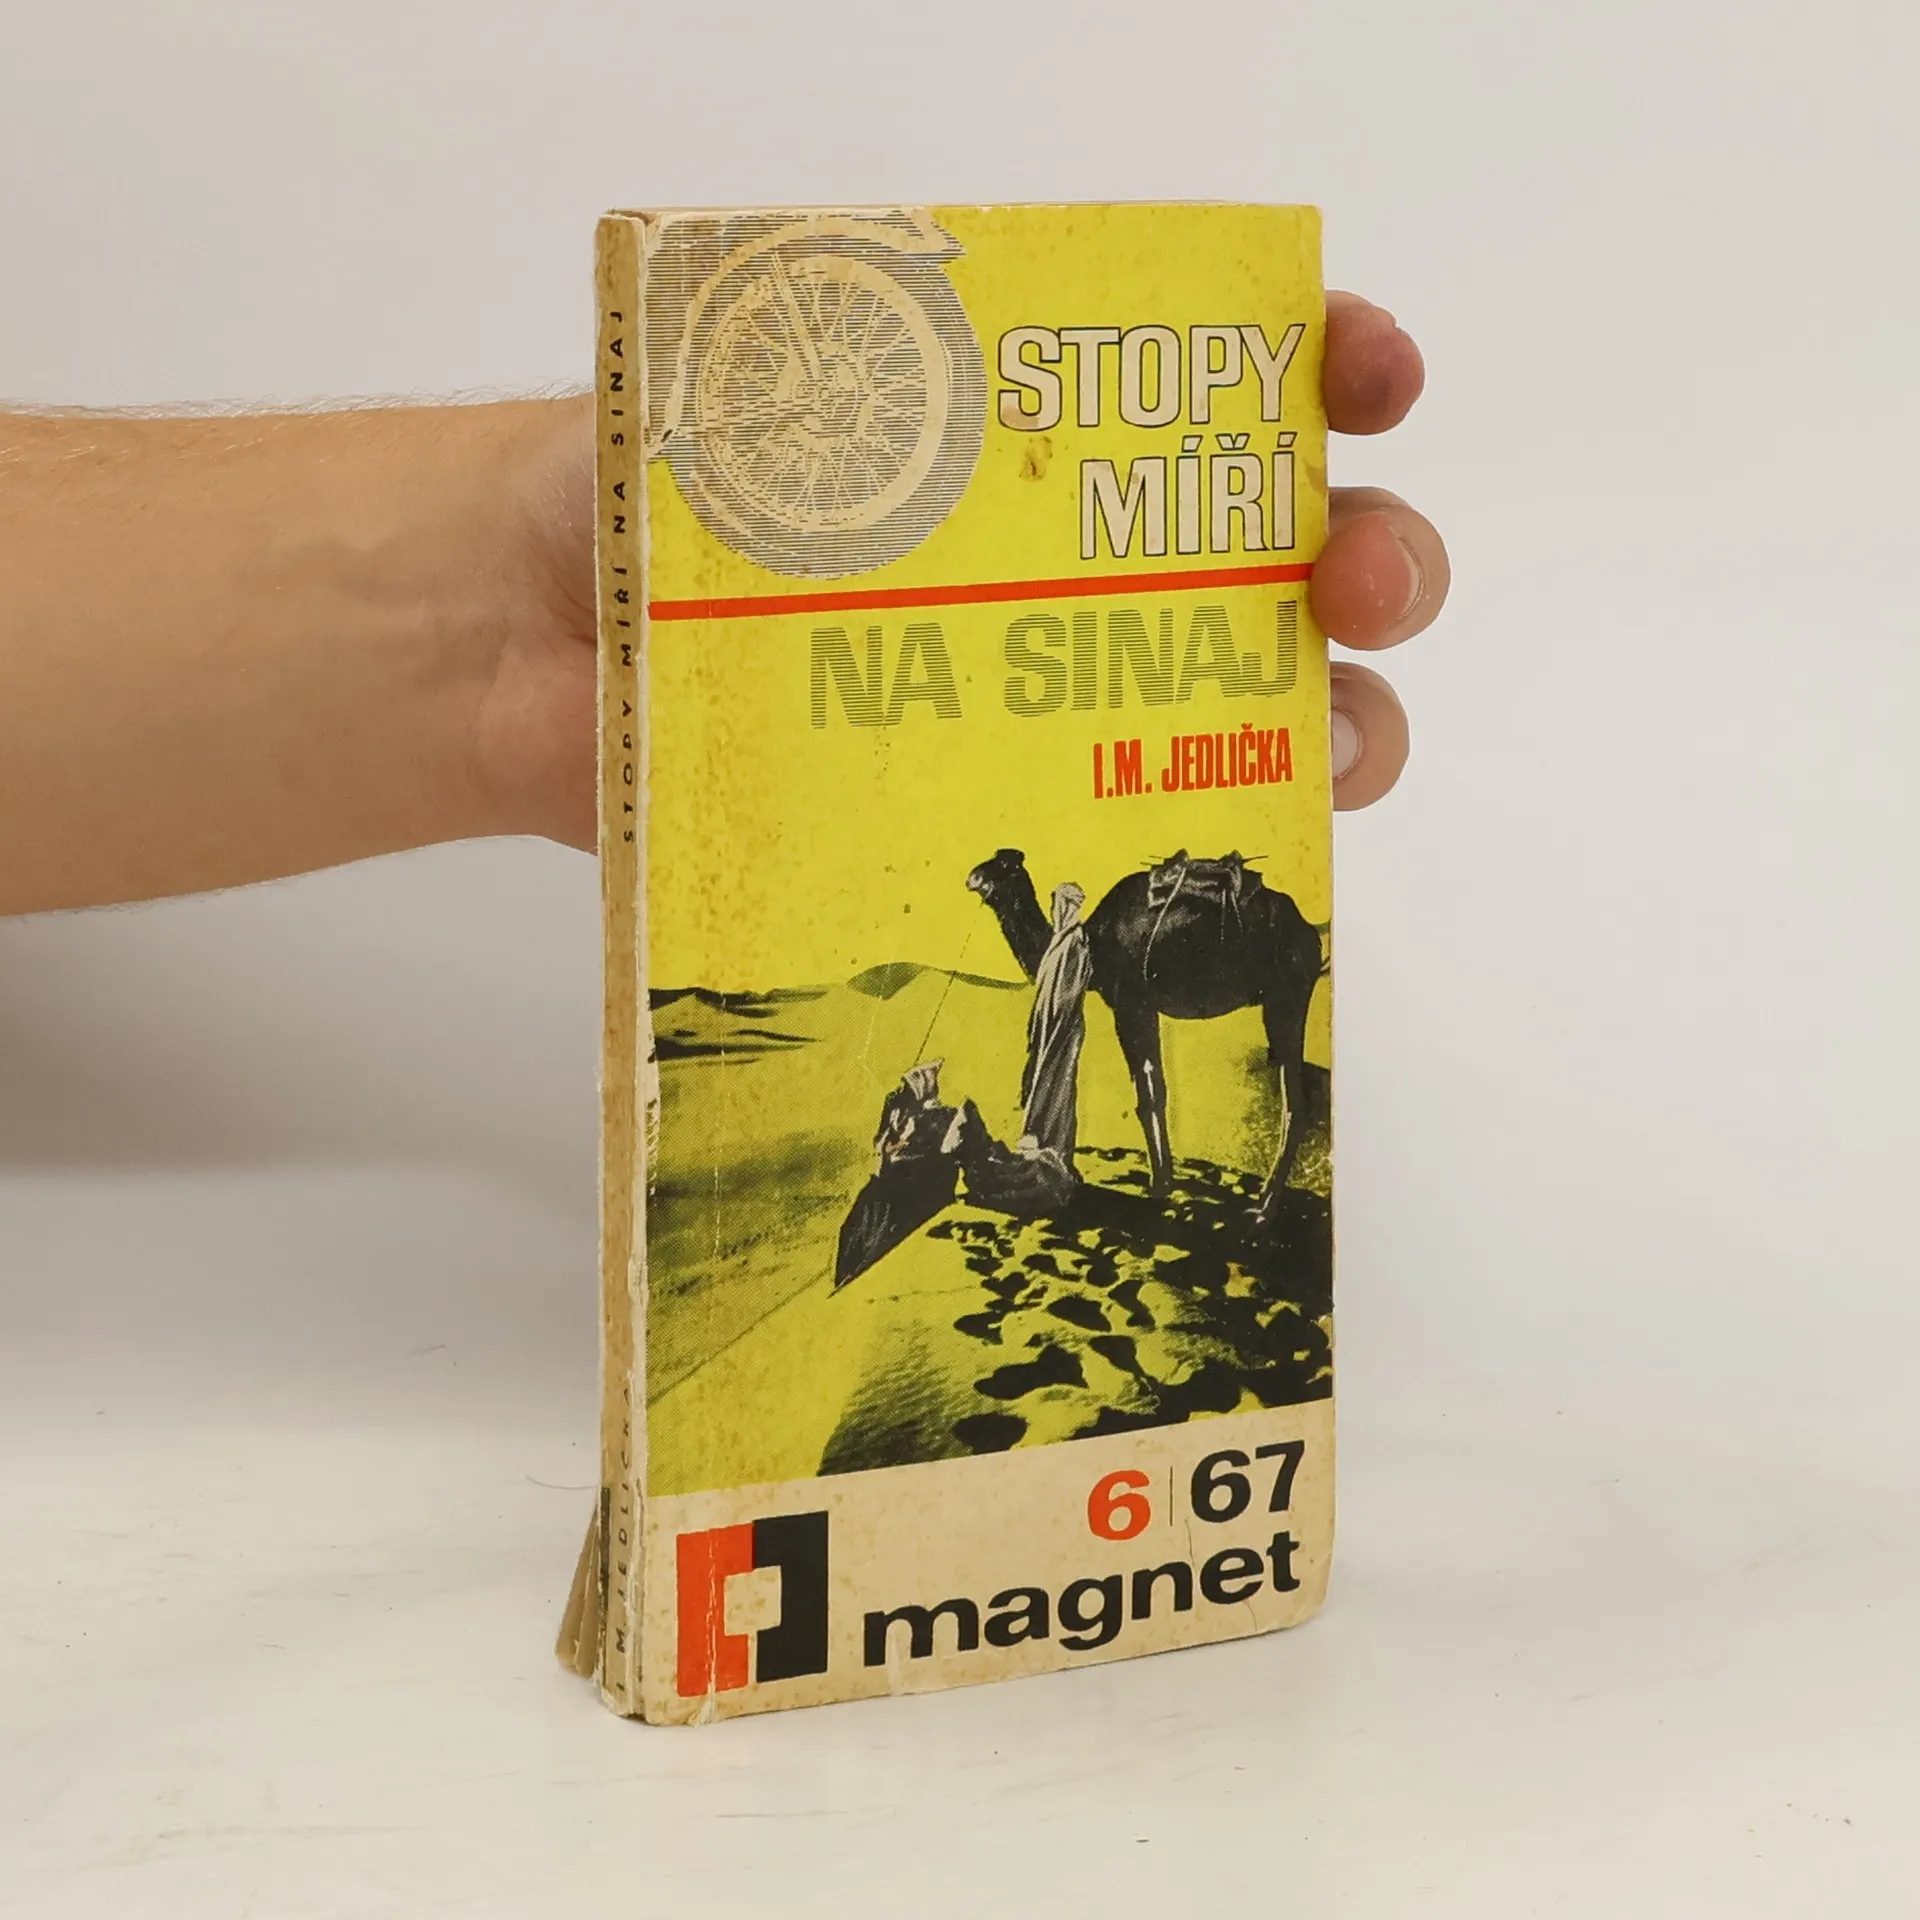 STOPY
MÍŘÍ
NA SINAJ
I.M. JEDLIČKA
6|67
magnet
I M JEDLIČKA STOPY MÍŘÍ NA SINAJ